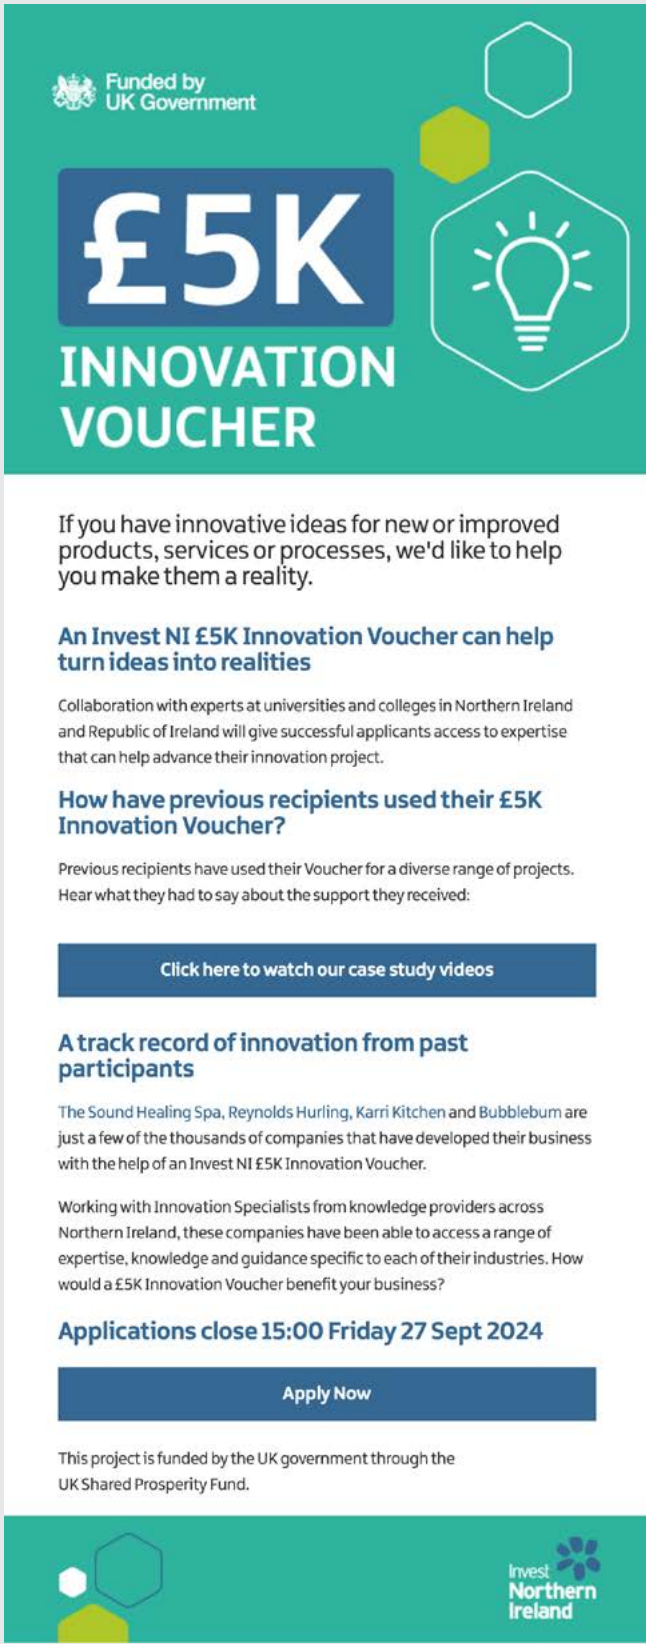 Funded by
UK Government
£5K
INNOVATION
VOUCHER
If you have innovative ideas for new or improved
products, services or processes, we'd like to help
you make them a reality.
An Invest NI £5K Innovation Voucher can help
turn ideas into realities
Collaboration with experts at universities and colleges in Northern Ireland
and Republic of Ireland will give successful applicants access to expertise
that can help advance their innovation project.
How have previous recipients used their £5K
Innovation Voucher?
Previous recipients have used their Voucher for a diverse range of projects.
Hear what they had to say about the support they received:
Click here to watch our case study videos
A track record of innovation from past
participants
The Sound Healing Spa, Reynolds Hurling, Karri Kitchen and Bubblebum are
just a few of the thousands of companies that have developed their business
with the help of an Invest NI £5K Innovation Voucher.
Working with Innovation Specialists from knowledge providers across
Northern Ireland, these companies have been able to access a range of
expertise, knowledge and guidance specific to each of their industries. How
would a £5K Innovation Voucher benefit your business?
Applications close 15:00 Friday 27 Sept 2024
Apply Now
This project is funded by the UK government through the
UK Shared Prosperity Fund.
Invest
Northern
Ireland